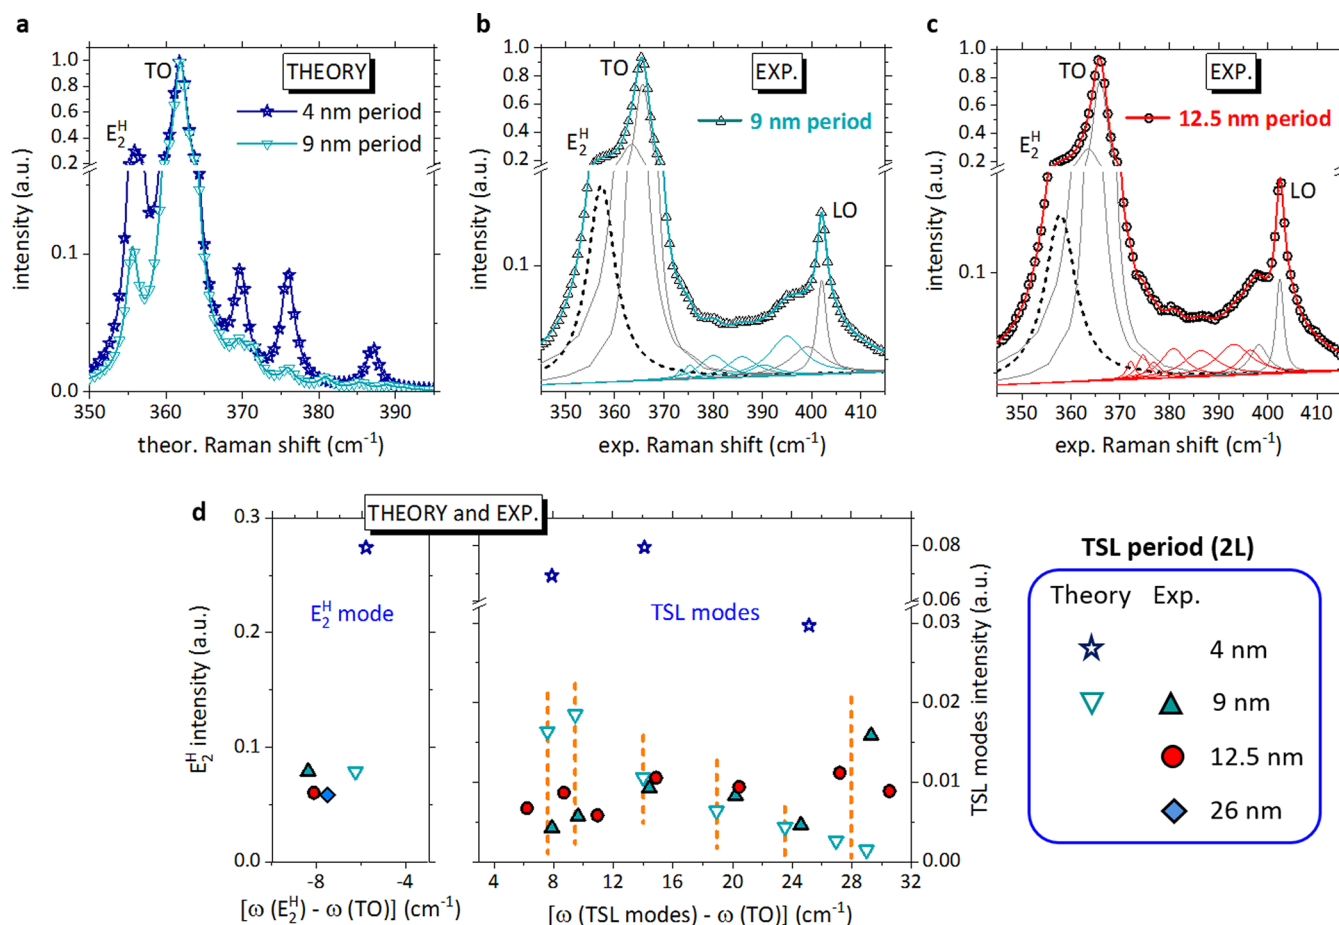 a
THEORY
TO
E₂ᴴ
4 nm period
9 nm period
intensity (a.u.)
1.0
0.8
0.6
0.4
0.2
0.1
0.0
350 360 370 380 390
theor. Raman shift (cm⁻¹)
b
EXP.
TO
E₂ᴴ
9 nm period
LO
intensity (a.u.)
1.0
0.8
0.6
0.4
0.2
0.1
350 360 370 380 390 400 410
exp. Raman shift (cm⁻¹)
c
EXP.
TO
E₂ᴴ
12.5 nm period
LO
intensity (a.u.)
1.0
0.8
0.6
0.4
0.2
0.1
350 360 370 380 390 400 410
exp. Raman shift (cm⁻¹)
d
THEORY and EXP.
E₂ᴴ intensity (a.u.)
0.3
0.2
0.1
0.0
E₂ᴴ mode
-8 -4
[ω (E₂ᴴ) - ω (TO)] (cm⁻¹)
TSL modes
4 8 12 16 20 24 28 32
[ω (TSL modes) - ω (TO)] (cm⁻¹)
0.08
0.06
0.03
0.02
0.01
0.00
TSL modes intensity (a.u.)
TSL period (2L)
Theory Exp.
4 nm
9 nm
12.5 nm
26 nm